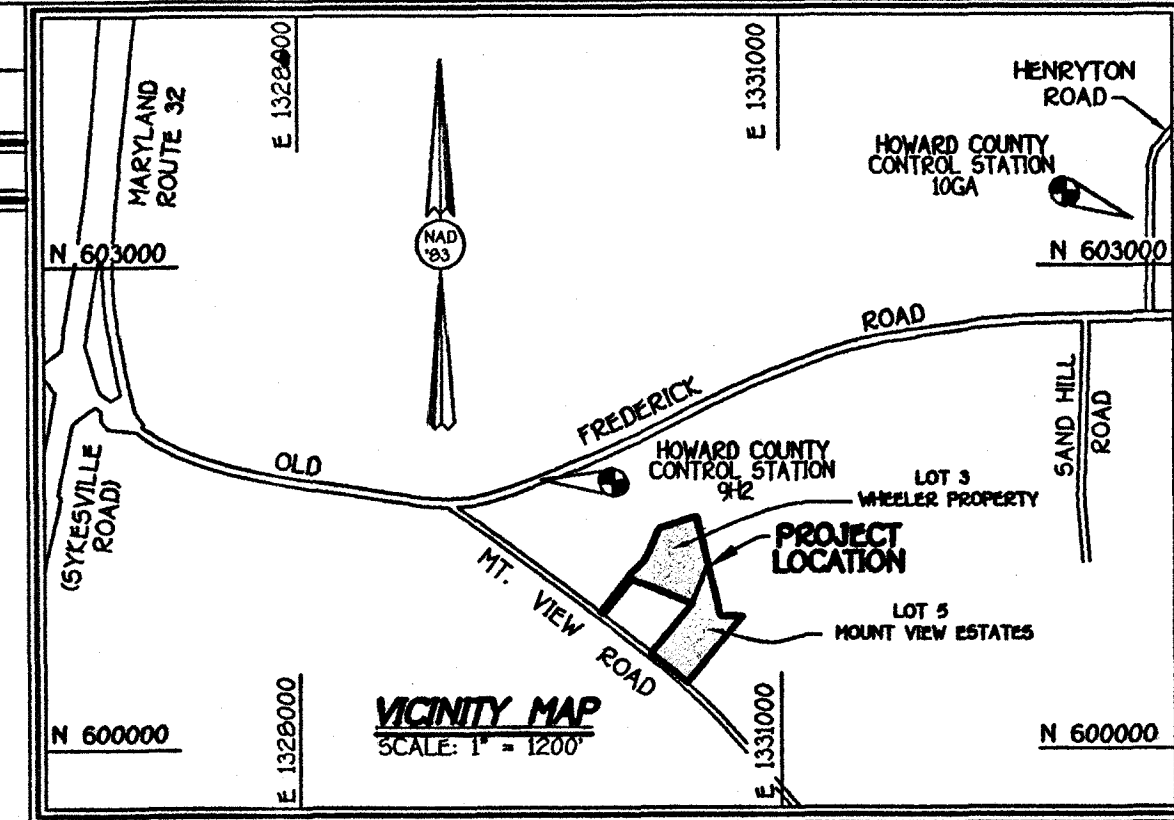 E 1328000
E 1331000
MARYLAND
ROUTE 32
HENRYTON
ROAD
HOWARD COUNTY
CONTROL STATION
10GA
NAD
'83
N 603000
N 603000
ROAD
FREDERICK
SAND HILL
ROAD
OLD
HOWARD COUNTY
CONTROL STATION
9H2
(SYKESVILLE
ROAD)
LOT 3
WHEELER PROPERTY
PROJECT
LOCATION
MT.
VIEW
ROAD
LOT 5
MOUNT VIEW ESTATES
VICINITY MAP
SCALE: 1" = 1200'
N 600000
E 1328000
E 1331000
N 600000